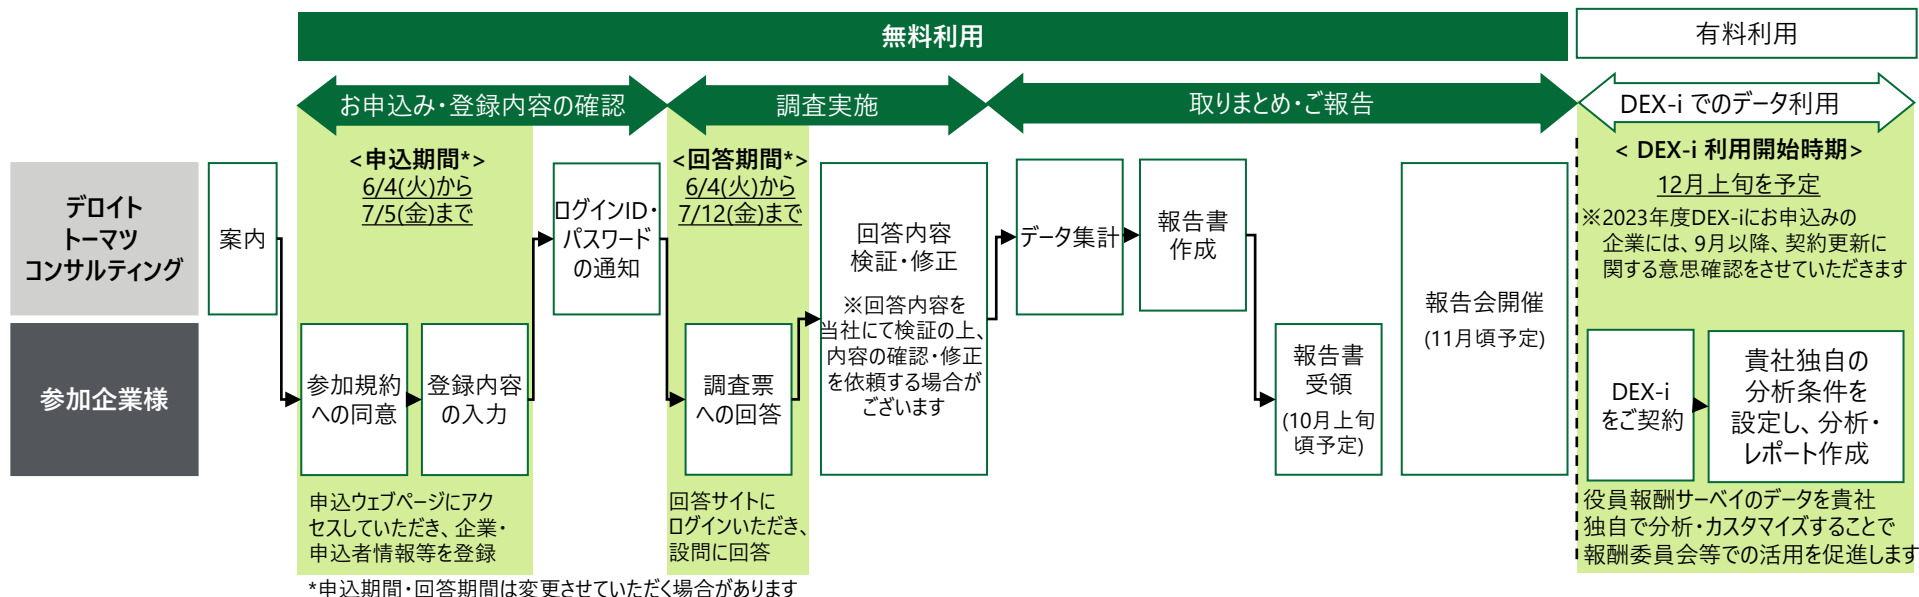 無料利用
有料利用
お申込み・登録内容の確認
調査実施
取りまとめ・ご報告
DEX-i でのデータ利用
<申込期間*>
6/4(火)から
7/5(金)まで
<回答期間*>
6/4(火)から
7/12(金)まで
< DEX-i 利用開始時期>
12月上旬を予定
※2023年度DEX-iにお申込みの
企業には、9月以降、契約更新に
関する意思確認をさせていただきます
デロイト
トーマツ
コンサルティング
案内
ログインID・
パスワード
の通知
回答内容
検証・修正
※回答内容を
当社にて検証の上、
内容の確認・修正
を依頼する場合が
ございます
データ集計
報告書
作成
報告会開催
(11月頃予定)
参加企業様
参加規約
への同意
登録内容
の入力
調査票
への回答
報告書
受領
(10月上旬
頃予定)
DEX-i
をご契約
貴社独自の
分析条件を
設定し、分析・
レポート作成
申込ウェブページにアク
セスしていただき、企業・
申込者情報等を登録
回答サイトに
ログインいただき、
設問に回答
役員報酬サーベイのデータを貴社
独自で分析・カスタマイズすることで
報酬委員会等での活用を促進します
*申込期間・回答期間は変更させていただく場合があります